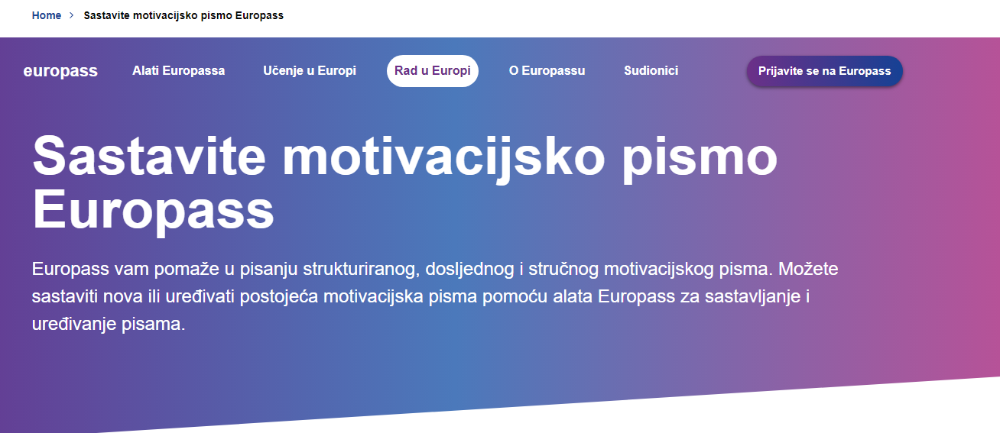 Home > Sastavite motivacijsko pismo Europass
europass Alati Europassa Učenje u Europi Rad u Europi O Europassu Sudionici Prijavite se na Europass
Sastavite motivacijsko pismo
Europass
Europass vam pomaže u pisanju strukturiranog, dosljednog i stručnog motivacijskog pisma. Možete
sastaviti nova ili uređivati postojeća motivacijska pisma pomoću alata Europass za sastavljanje i
uređivanje pisama.